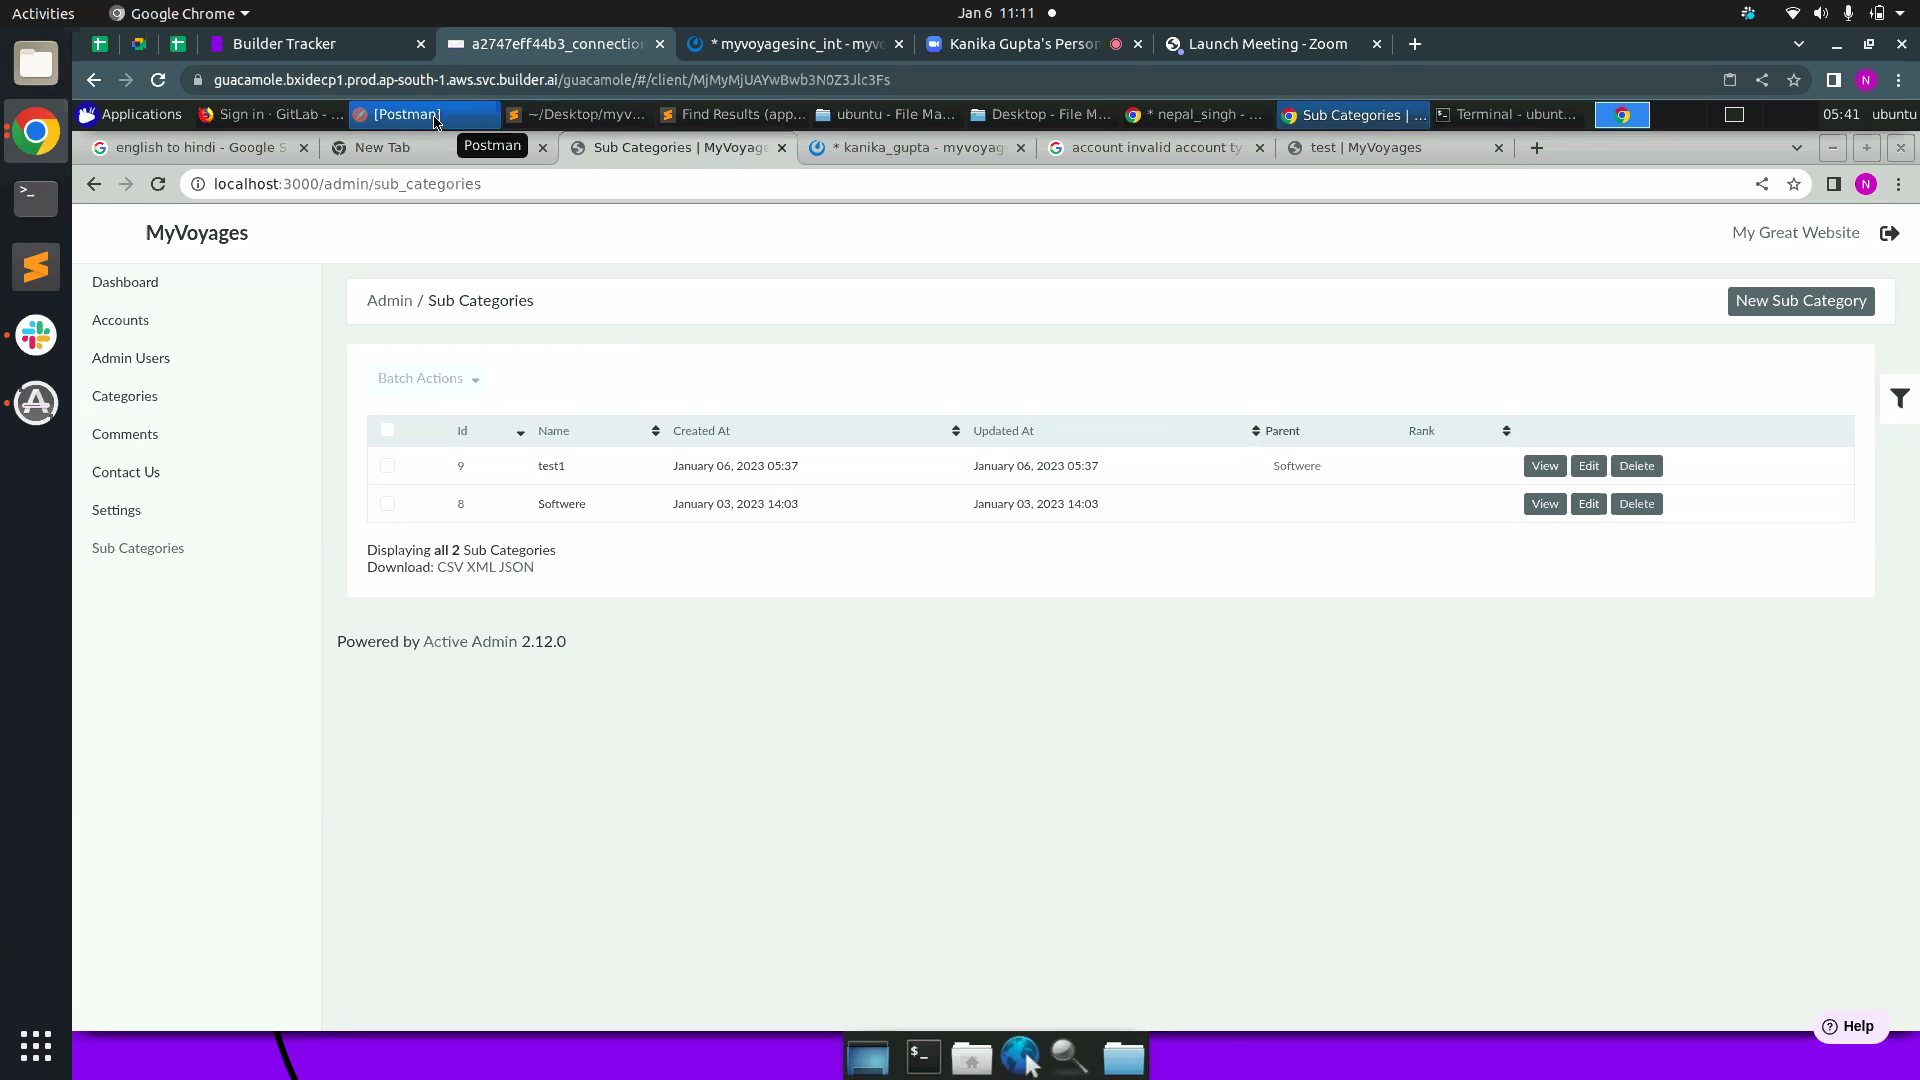 Activities
Google Chrome
Jan 6 11:11
Builder Tracker
a2747eff44b3_connectio
* myvoyagesinc_int - myvo
Kanika Gupta's Person
Launch Meeting - Zoom
guacamole.bxidecp1.prod.ap-south-1.aws.svc.builder.ai/guacamole/#/client/MjMyMjUAYwBwb3N0Z3Jlc3Fs
N
Applications
Sign in · GitLab - ...
[Postman]
~/Desktop/myv...
Find Results (app...
ubuntu - File Ma...
Desktop - File M...
* nepal_singh - ...
Sub Categories | ...
Terminal - ubunt...
05:41
ubuntu
english to hindi - Google S
New Tab
Postman
Sub Categories | MyVoyage
* kanika_gupta - myvoyag
account invalid account ty
test | MyVoyages
localhost:3000/admin/sub_categories
N
MyVoyages
My Great Website
Dashboard
Accounts
Admin Users
Categories
Comments
Contact Us
Settings
Sub Categories
Admin / Sub Categories
New Sub Category
Batch Actions
Id Name Created At Updated At Parent Rank
9 test1 January 06, 2023 05:37 January 06, 2023 05:37 Softwere View Edit Delete
8 Softwere January 03, 2023 14:03 January 03, 2023 14:03 View Edit Delete
Displaying all 2 Sub Categories
Download: CSV XML JSON
Powered by Active Admin 2.12.0
Help